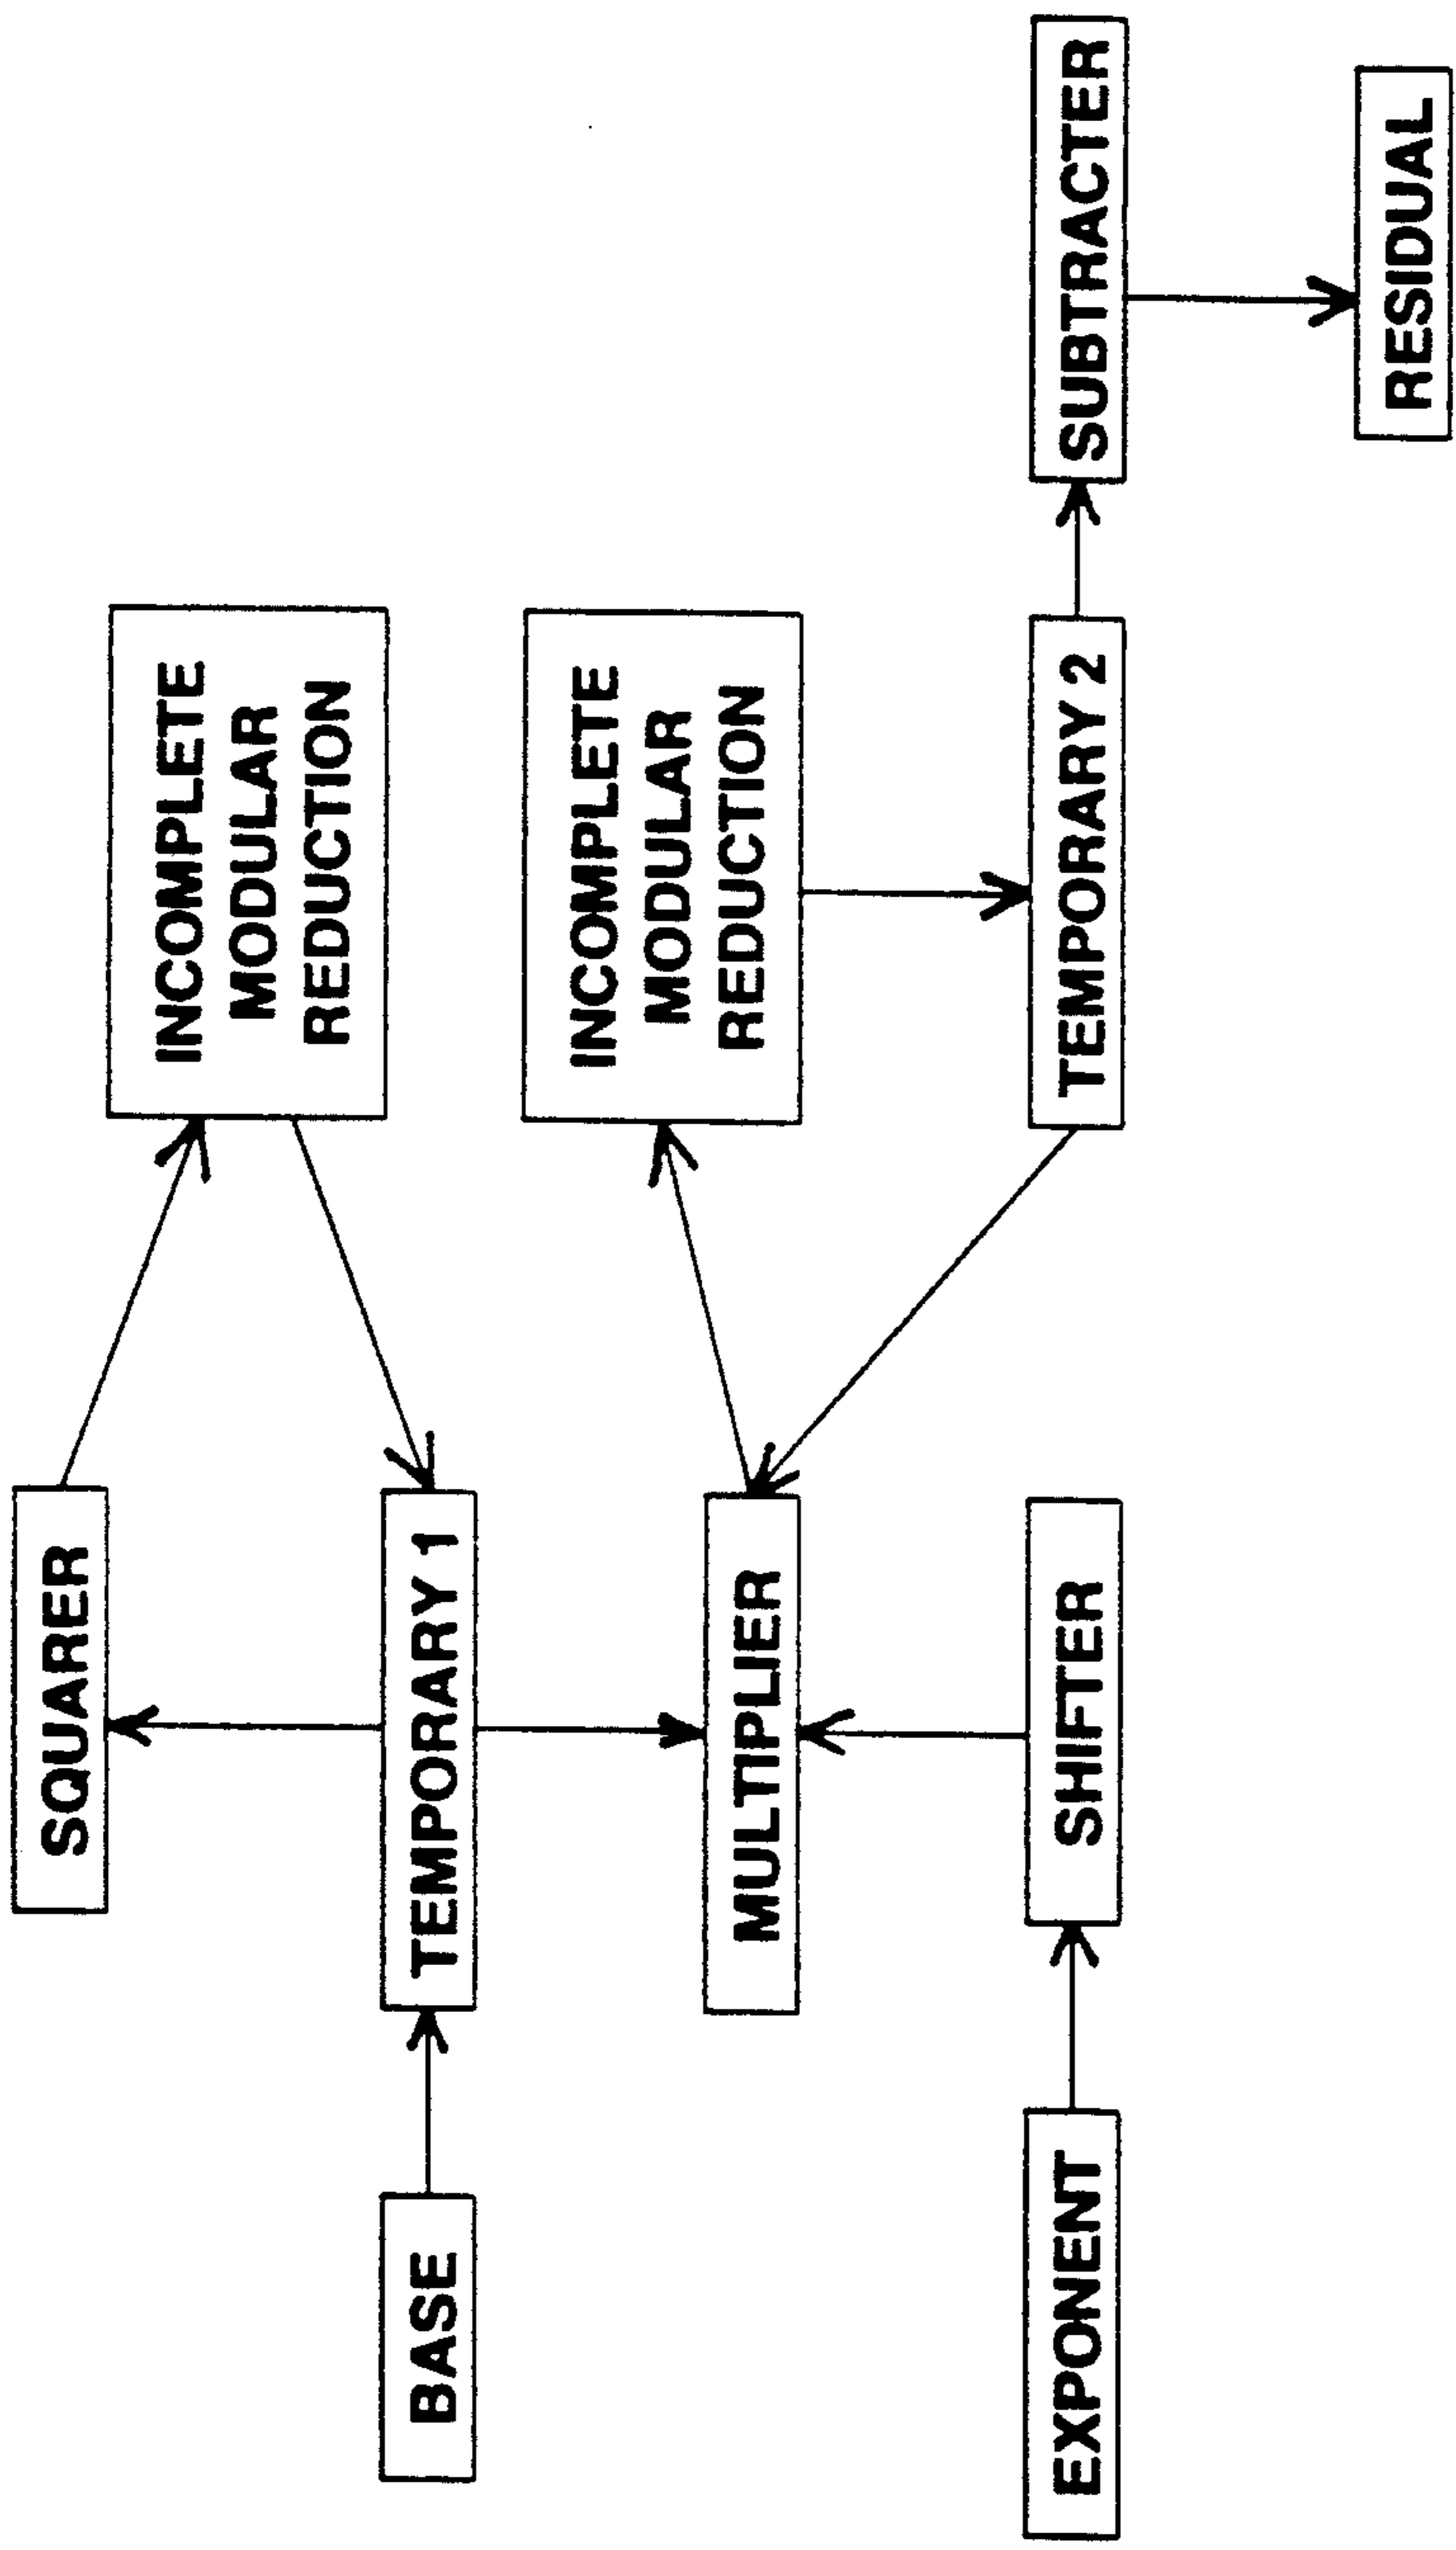 SQUARER
INCOMPLETE
MODULAR
REDUCTION
BASE
TEMPORARY 1
MULTIPLIER
INCOMPLETE
MODULAR
REDUCTION
EXPONENT
SHIFTER
TEMPORARY 2
SUBTRACTER
RESIDUAL